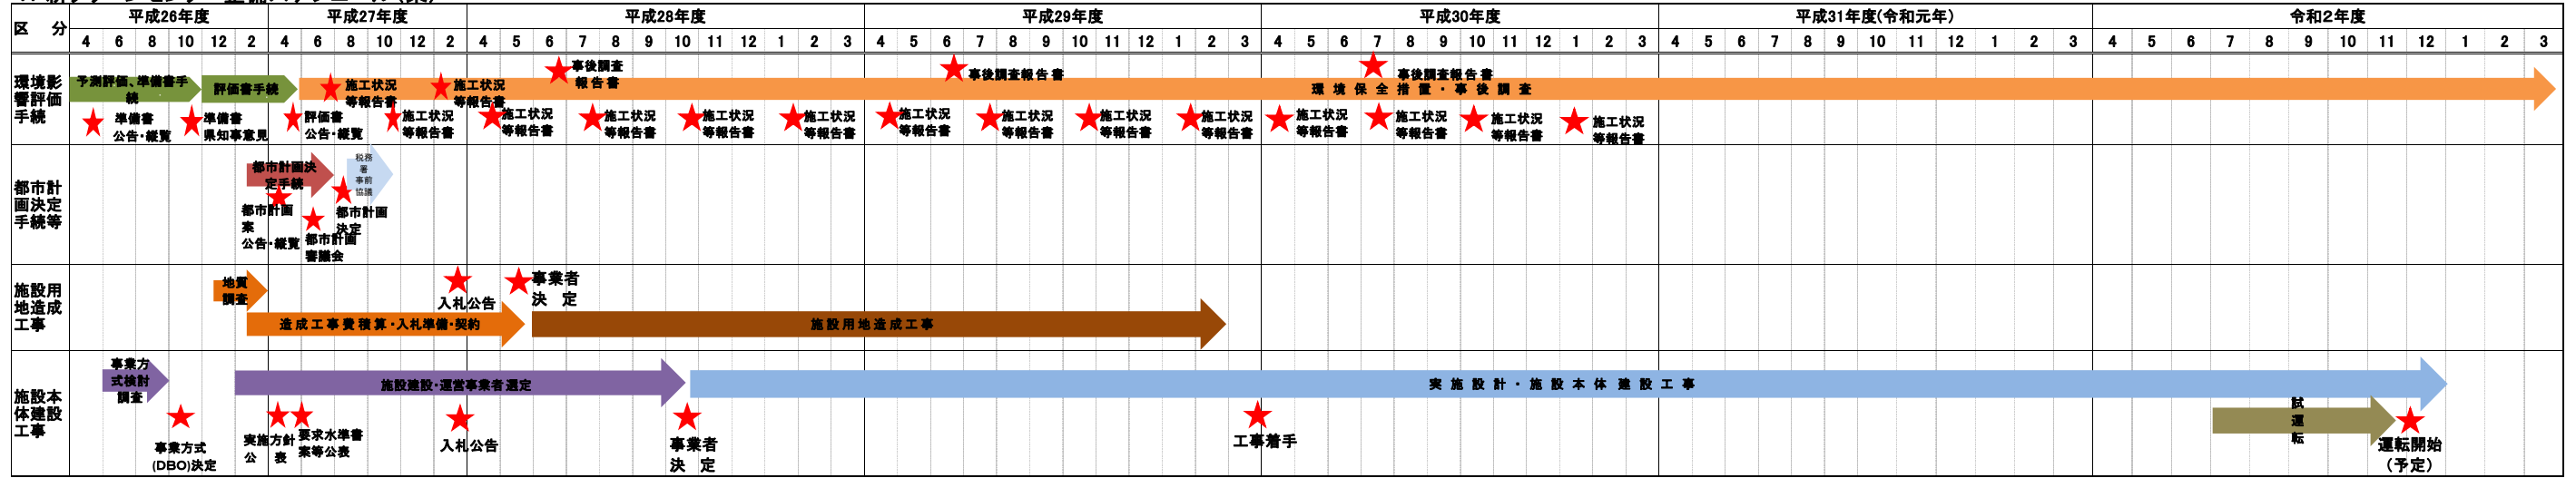 区　分
平成26年度 平成27年度 平成28年度 平成29年度 平成30年度 平成31年度(令和元年) 令和2年度
4 6 8 10 12 2 4 6 8 10 12 2 4 5 6 7 8 9 10 11 12 1 2 3 4 5 6 7 8 9 10 11 12 1 2 3 4 5 6 7 8 9 10 11 12 1 2 3 4 5 6 7 8 9 10 11 12 1 2 3 4 5 6 7 8 9 10 11 12 1 2 3
環境影
響評価
手続
予測評価、準備書手
続
評価書手続
施工状況
等報告書
施工状況
等報告書
事後調査
報告書
事後調査報告書
事後調査報告書
環境保全措置・事後調査
準備書
公告・縦覧
準備書
県知事意見
評価書
公告・縦覧
施工状況
等報告書
施工状況
等報告書
施工状況
等報告書
施工状況
等報告書
施工状況
等報告書
施工状況
等報告書
施工状況
等報告書
施工状況
等報告書
施工状況
等報告書
施工状況
等報告書
施工状況
等報告書
施工状況
等報告書
施工状況
等報告書
都市計
画決定
手続等
都市計画決
定手続
税務
署
事前
協議
都市計画
案
公告・縦覧
都市計画
審議会
都市計画
決定
施設用
地造成
工事
地質
調査
入札公告
事業者
決　定
造成工事費積算・入札準備・契約
施設用地造成工事
施設本
体建設
工事
事業方
式検討
調査
施設建設・運営事業者選定
実施設計・施設本体建設工事
事業方式
(DBO)決定
実施方針
公　表
要求水準書
案等公表
入札公告
事業者
決　定
工事着手
試
運
転
運転開始
（予定）